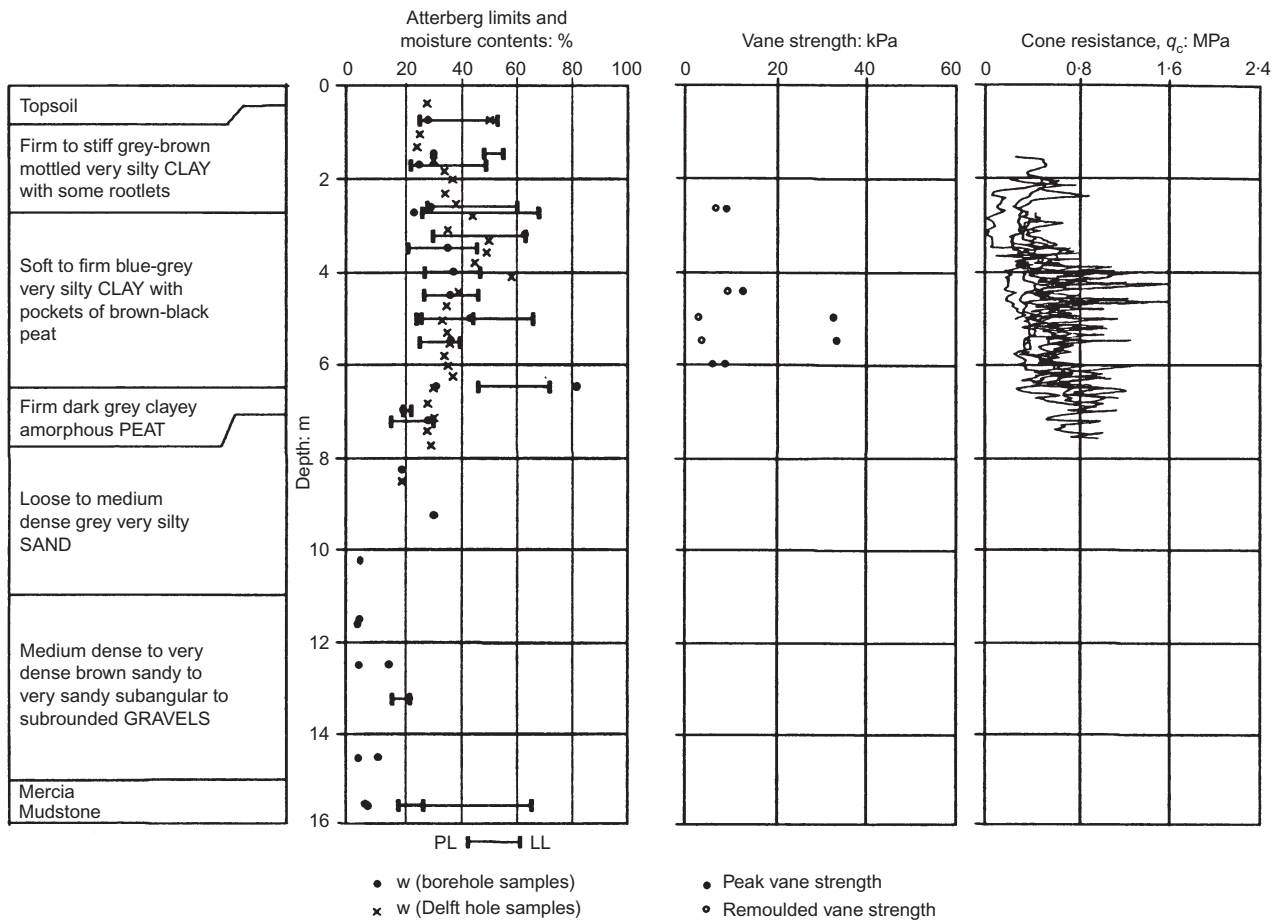 Atterberg limits and
moisture contents: %
0 20 40 60 80 100
Vane strength: kPa
0 20 40 60
Cone resistance, qc: MPa
0 0·8 1·6 2·4
Topsoil
Firm to stiff grey-brown
mottled very silty CLAY
with some rootlets
Soft to firm blue-grey
very silty CLAY with
pockets of brown-black
peat
Firm dark grey clayey
amorphous PEAT
Loose to medium
dense grey very silty
SAND
Medium dense to very
dense brown sandy to
very sandy subangular to
subrounded GRAVELS
Mercia
Mudstone
Depth: m
0
2
4
6
8
10
12
14
16
PL LL
w (borehole samples)
w (Delft hole samples)
Peak vane strength
Remoulded vane strength